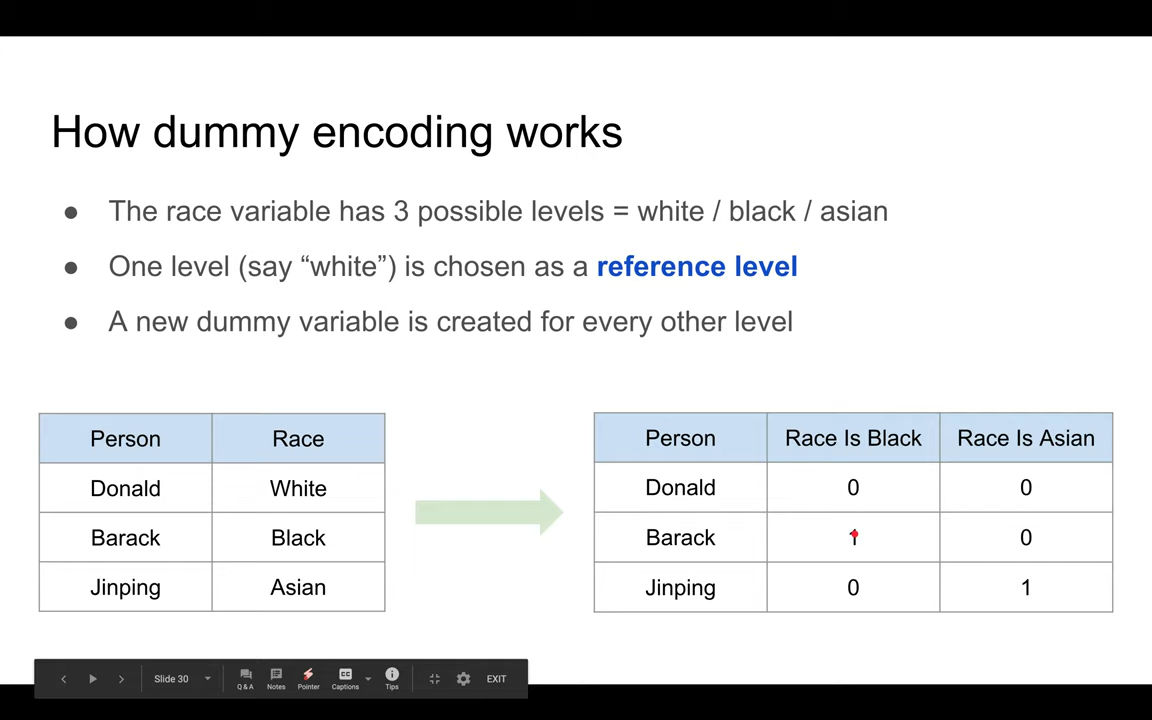 How dummy encoding works
● The race variable has 3 possible levels = white / black / asian
● One level (say “white”) is chosen as a reference level
● A new dummy variable is created for every other level
Person Race
Donald White
Barack Black
Jinping Asian
Person Race Is Black Race Is Asian
Donald 0 0
Barack 1 0
Jinping 0 1
Slide 30 Q & A Notes Pointer CC Captions Tips EXIT